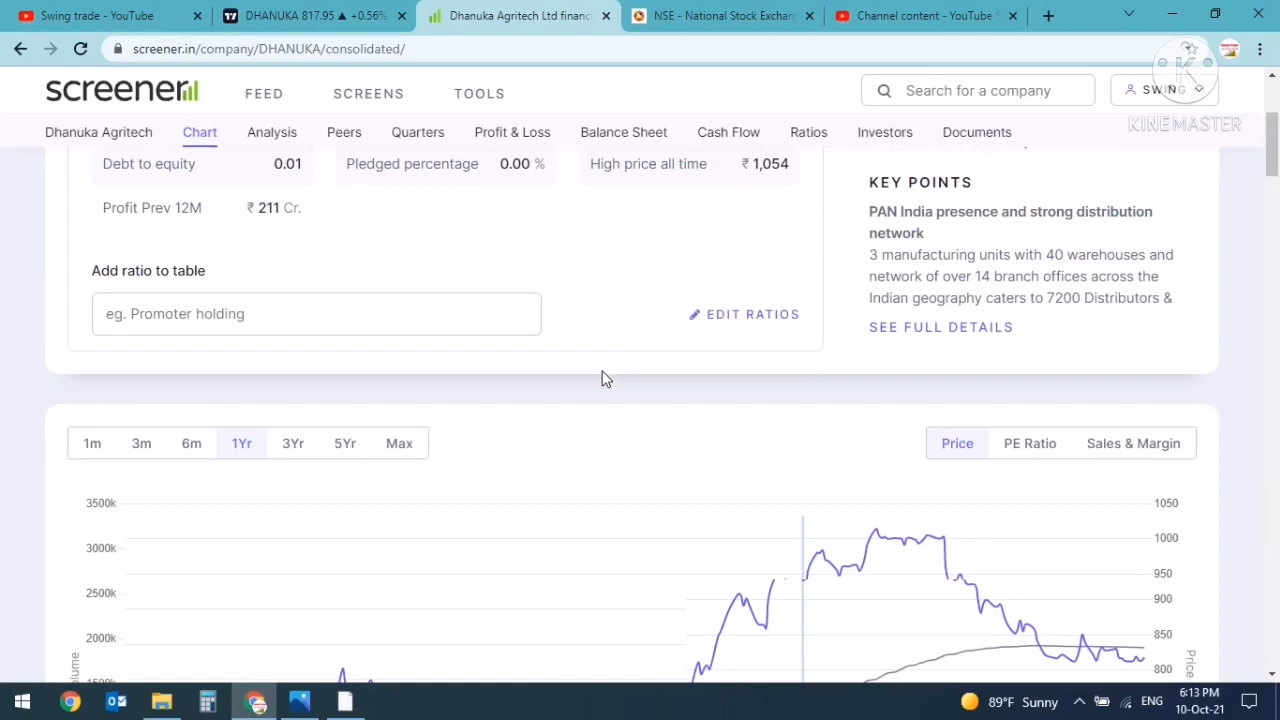 Swing trade - YouTube
DHANUKA 817.95 ▲ +0.56%
Dhanuka Agritech Ltd financ
NSE - National Stock Exchan
Channel content - YouTube S
screener.in/company/DHANUKA/consolidated/
screener
FEED
SCREENS
TOOLS
Search for a company
SWING
KINEMASTER
Dhanuka Agritech
Chart
Analysis
Peers
Quarters
Profit & Loss
Balance Sheet
Cash Flow
Ratios
Investors
Documents
Debt to equity 0.01
Pledged percentage 0.00 %
High price all time ₹ 1,054
Profit Prev 12M ₹ 211 Cr.
Add ratio to table
eg. Promoter holding
EDIT RATIOS
KEY POINTS
PAN India presence and strong distribution
network
3 manufacturing units with 40 warehouses and
network of over 14 branch offices across the
Indian geography caters to 7200 Distributors &
SEE FULL DETAILS
1m 3m 6m 1Yr 3Yr 5Yr Max
Price PE Ratio Sales & Margin
3500k
3000k
2500k
2000k
1050
1000
950
900
850
800
Price
89°F Sunny
ENG
6:13 PM
10-Oct-21